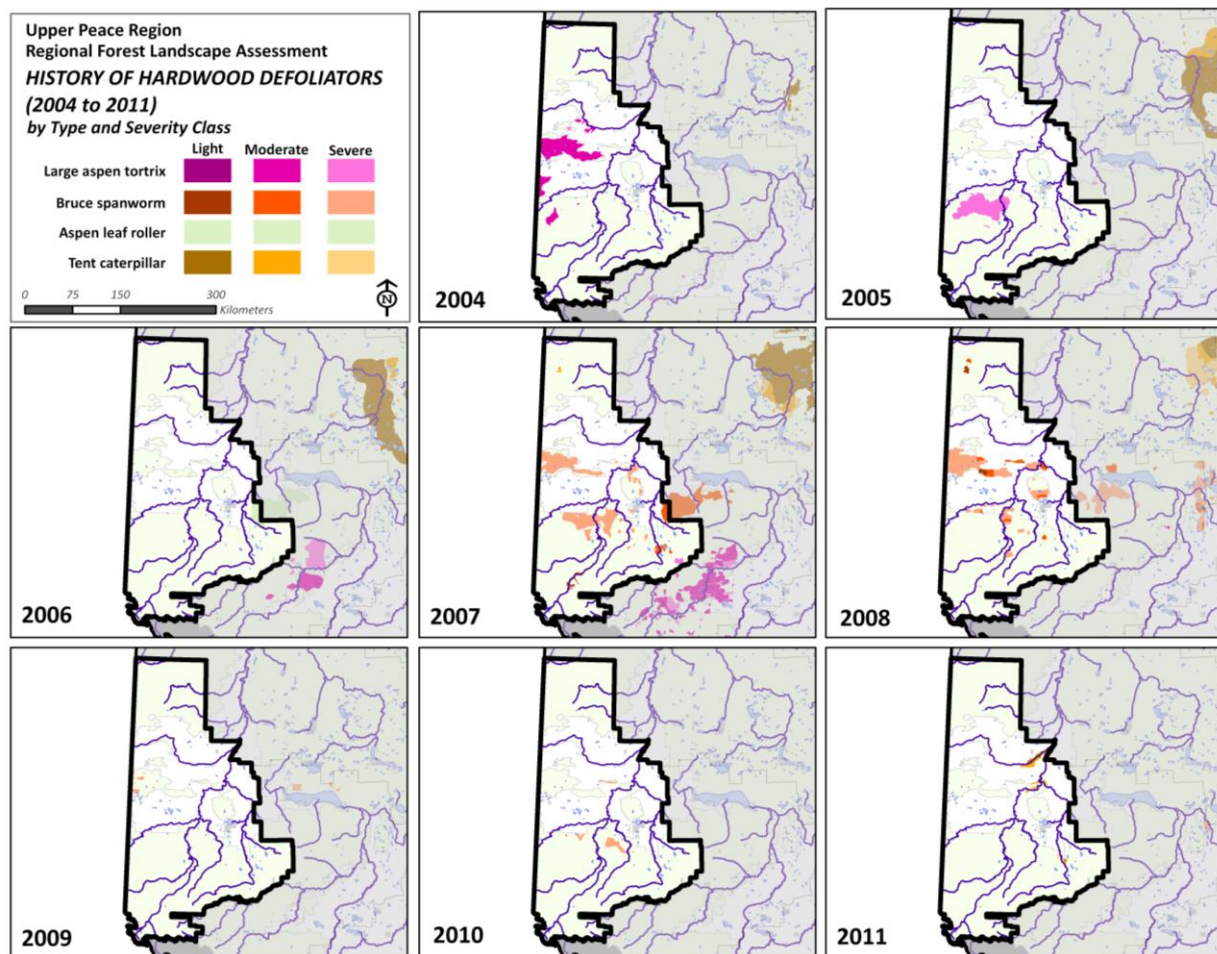 Upper Peace Region
Regional Forest Landscape Assessment
HISTORY OF HARDWOOD DEFOLIATORS
(2004 to 2011)
by Type and Severity Class
Light Moderate Severe
Large aspen tortrix
Bruce spanworm
Aspen leaf roller
Tent caterpillar
0 75 150 300
Kilometers
N
2004
2005
2006
2007
2008
2009
2010
2011